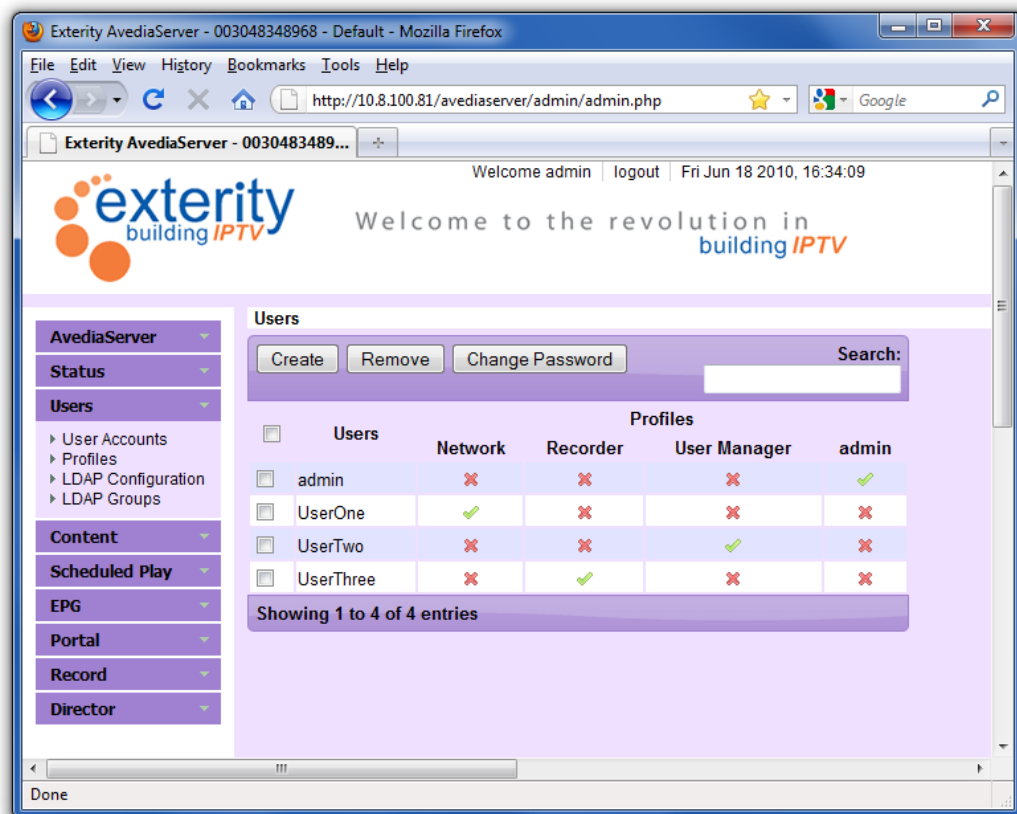 Exterity AvediaServer - 003048348968 - Default - Mozilla Firefox
File Edit View History Bookmarks Tools Help
http://10.8.100.81/avediaserver/admin/admin.php
Google
Exterity AvediaServer - 0030483489...
Welcome admin logout Fri Jun 18 2010, 16:34:09
exterity
building IPTV
Welcome to the revolution in
building IPTV
AvediaServer
Status
Users
User Accounts
Profiles
LDAP Configuration
LDAP Groups
Content
Scheduled Play
EPG
Portal
Record
Director
Users
Create Remove Change Password
Search:
Users
Profiles
Network Recorder User Manager admin
admin
UserOne
UserTwo
UserThree
Showing 1 to 4 of 4 entries
Done